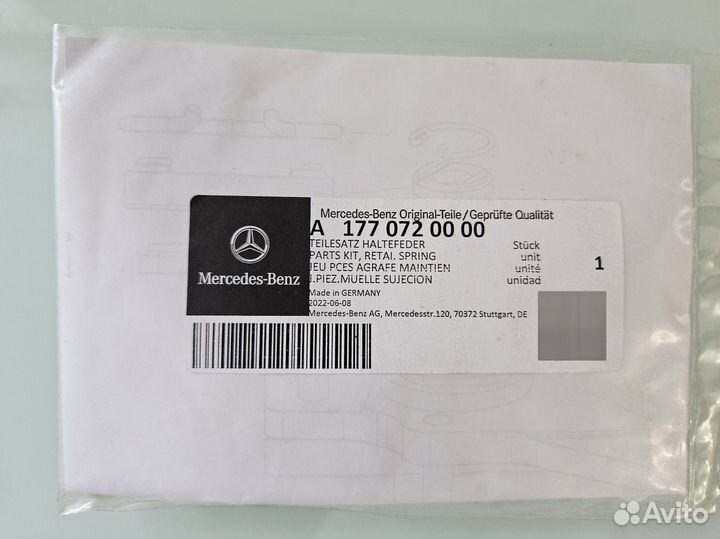 Mercedes-Benz Original-Teile/Geprüfte Qualität
A 177 072 00 00
TEILESATZ HALTEFEDER Stück
PARTS KIT, RETAI. SPRING unit 1
JEU PCES AGRAFE MAINTIEN unité
J.PIEZ.MUELLE SUJECION unidad
Made in GERMANY
2022-06-08
Mercedes-Benz AG, Mercedesstr.120, 70372 Stuttgart, DE
Mercedes-Benz
Avito